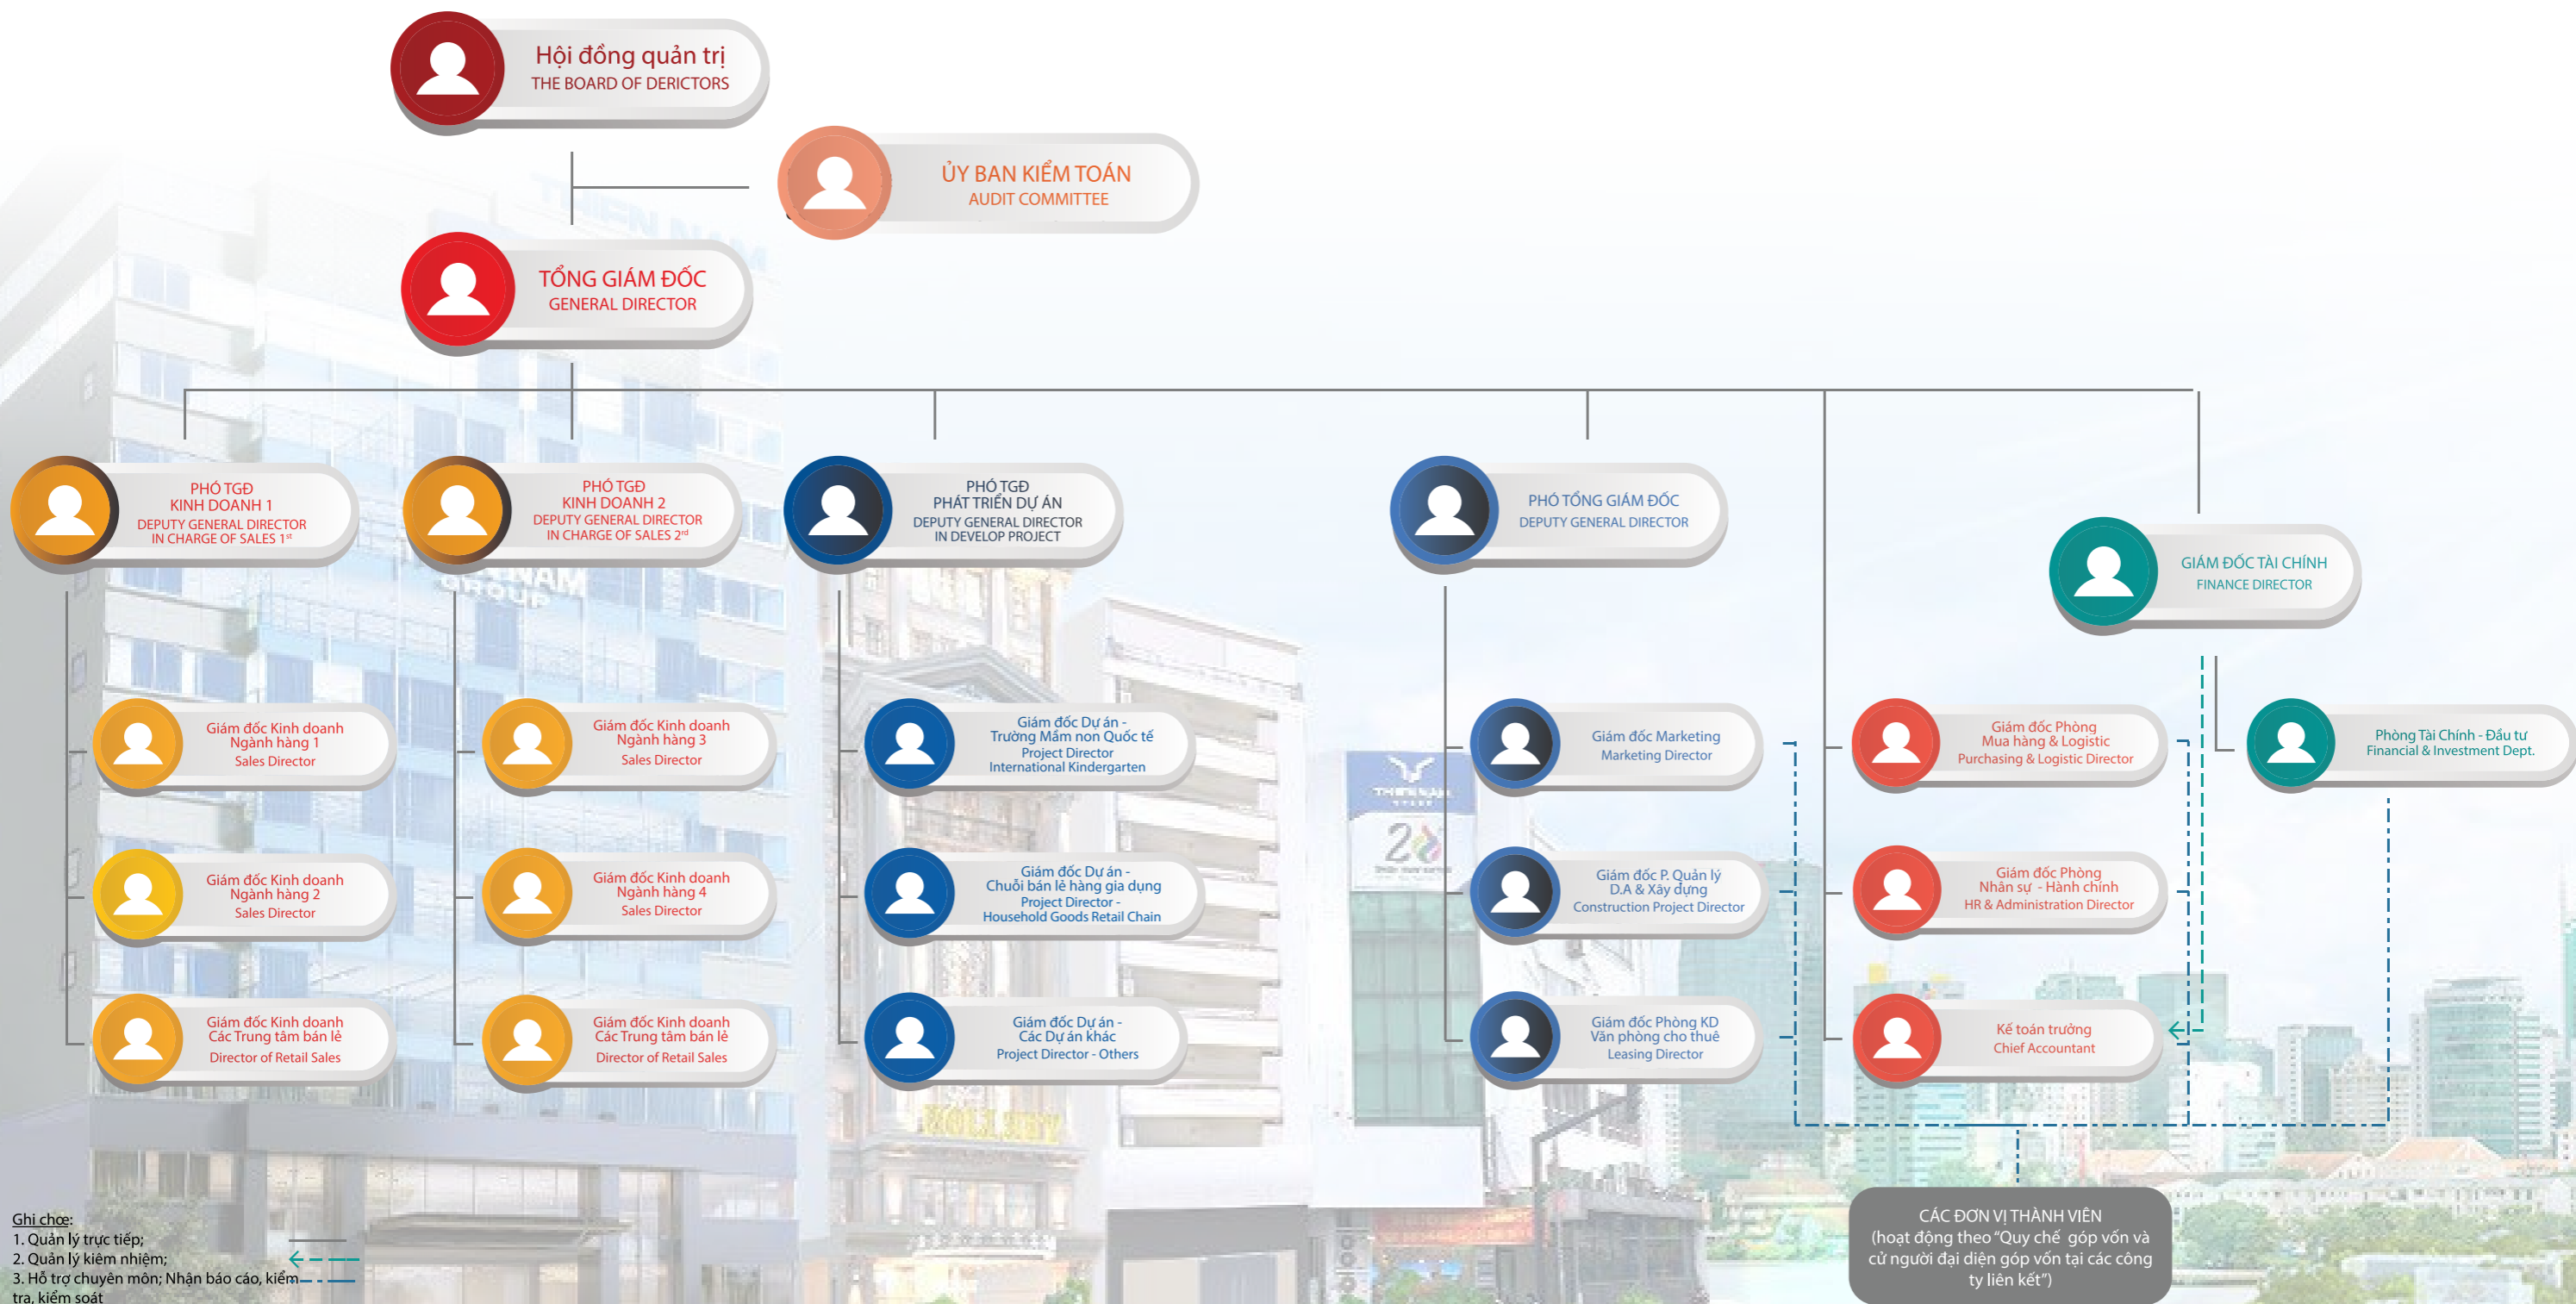 Hội đồng quản trị
THE BOARD OF DERICTORS
ỦY BAN KIỂM TOÁN
AUDIT COMMITTEE
THIEN NAM
TỔNG GIÁM ĐỐC
GENERAL DIRECTOR
PHÓ TGĐ
KINH DOANH 1
DEPUTY GENERAL DIRECTOR
IN CHARGE OF SALES 1st
PHÓ TGĐ
KINH DOANH 2
DEPUTY GENERAL DIRECTOR
IN CHARGE OF SALES 2rd
PHÓ TGĐ
PHÁT TRIỂN DỰ ÁN
DEPUTY GENERAL DIRECTOR
IN DEVELOP PROJECT
PHÓ TỔNG GIÁM ĐỐC
DEPUTY GENERAL DIRECTOR
GIÁM ĐỐC TÀI CHÍNH
FINANCE DIRECTOR
NAM
GROUP
Giám đốc Kinh doanh
Ngành hàng 1
Sales Director
Giám đốc Kinh doanh
Ngành hàng 3
Sales Director
Giám đốc Dự án -
Trường Mầm non Quốc tế
Project Director
International Kindergarten
Giám đốc Marketing
Marketing Director
Giám đốc Phòng
Mua hàng & Logistic
Purchasing & Logistic Director
Phòng Tài Chính - Đầu tư
Financial & Investment Dept.
THIEN NAM
Giám đốc Kinh doanh
Ngành hàng 2
Sales Director
Giám đốc Kinh doanh
Ngành hàng 4
Sales Director
Giám đốc Dự án -
Chuỗi bán lẻ hàng gia dụng
Project Director -
Household Goods Retail Chain
Giám đốc P. Quản lý
D.A & Xây dựng
Construction Project Director
Giám đốc Phòng
Nhân sự - Hành chính
HR & Administration Director
Giám đốc Kinh doanh
Các Trung tâm bán lẻ
Director of Retail Sales
Giám đốc Kinh doanh
Các Trung tâm bán lẻ
Director of Retail Sales
Giám đốc Dự án -
Các Dự án khác
Project Director - Others
Giám đốc Phòng KD
Văn phòng cho thuê
Leasing Director
Kế toán trưởng
Chief Accountant
Ghi chœ:
1. Quản lý trực tiếp;
2. Quản lý kiêm nhiệm;
3. Hỗ trợ chuyên môn; Nhận báo cáo, kiểm
tra, kiểm soát
CÁC ĐƠN VỊ THÀNH VIÊN
(hoạt động theo “Quy chế góp vốn và
cử người đại diện góp vốn tại các công
ty liên kết”)